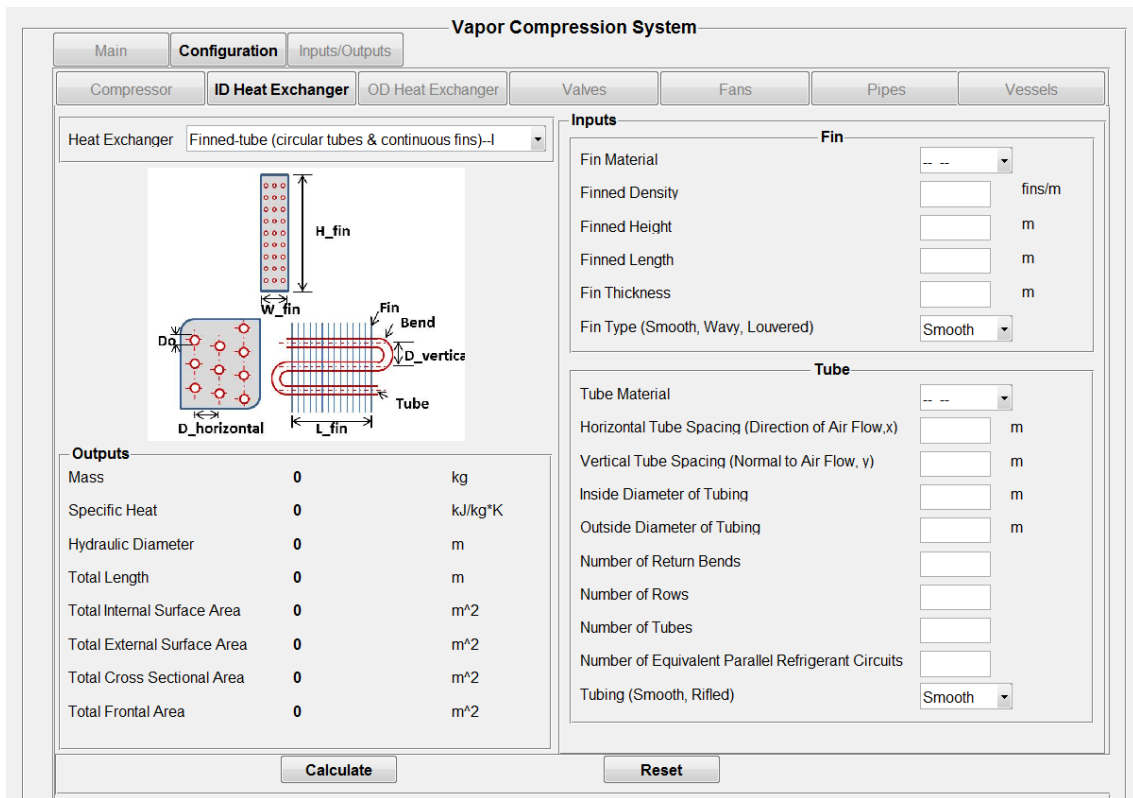 Vapor Compression System
Main Configuration Inputs/Outputs
Compressor ID Heat Exchanger OD Heat Exchanger Valves Fans Pipes Vessels
Heat Exchanger Finned-tube (circular tubes & continuous fins)--I
H_fin
W_fin
Fin
Bend
Do
D_vertica
Tube
D_horizontal
L_fin
Outputs
Mass 0 kg
Specific Heat 0 kJ/kg*K
Hydraulic Diameter 0 m
Total Length 0 m
Total Internal Surface Area 0 m^2
Total External Surface Area 0 m^2
Total Cross Sectional Area 0 m^2
Total Frontal Area 0 m^2
Inputs
Fin
Fin Material -- --
Finned Density fins/m
Finned Height m
Finned Length m
Fin Thickness m
Fin Type (Smooth, Wavy, Louvered) Smooth
Tube
Tube Material -- --
Horizontal Tube Spacing (Direction of Air Flow,x) m
Vertical Tube Spacing (Normal to Air Flow, y) m
Inside Diameter of Tubing m
Outside Diameter of Tubing m
Number of Return Bends
Number of Rows
Number of Tubes
Number of Equivalent Parallel Refrigerant Circuits
Tubing (Smooth, Rifled) Smooth
Calculate Reset